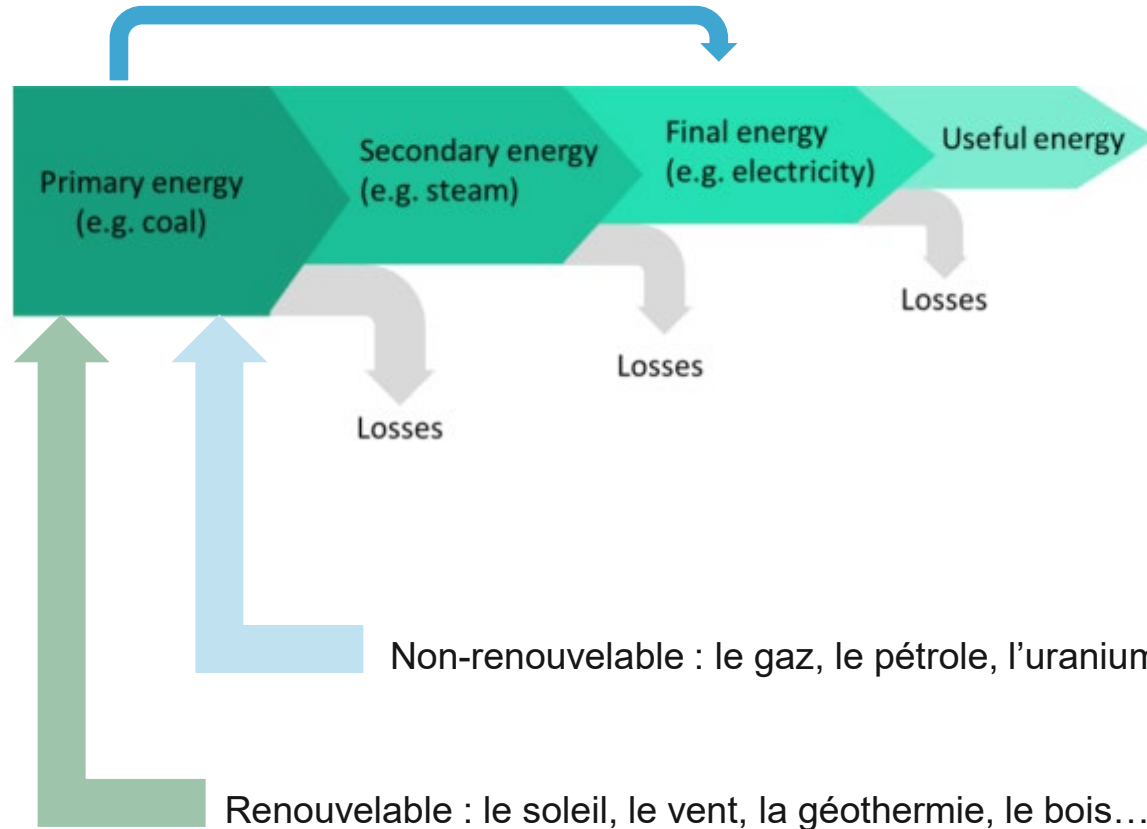 Primary energy
(e.g. coal)
Secondary energy
(e.g. steam)
Final energy
(e.g. electricity)
Useful energy
Losses
Losses
Losses
Non-renouvelable : le gaz, le pétrole, l’uranium
Renouvelable : le soleil, le vent, la géothermie, le bois…